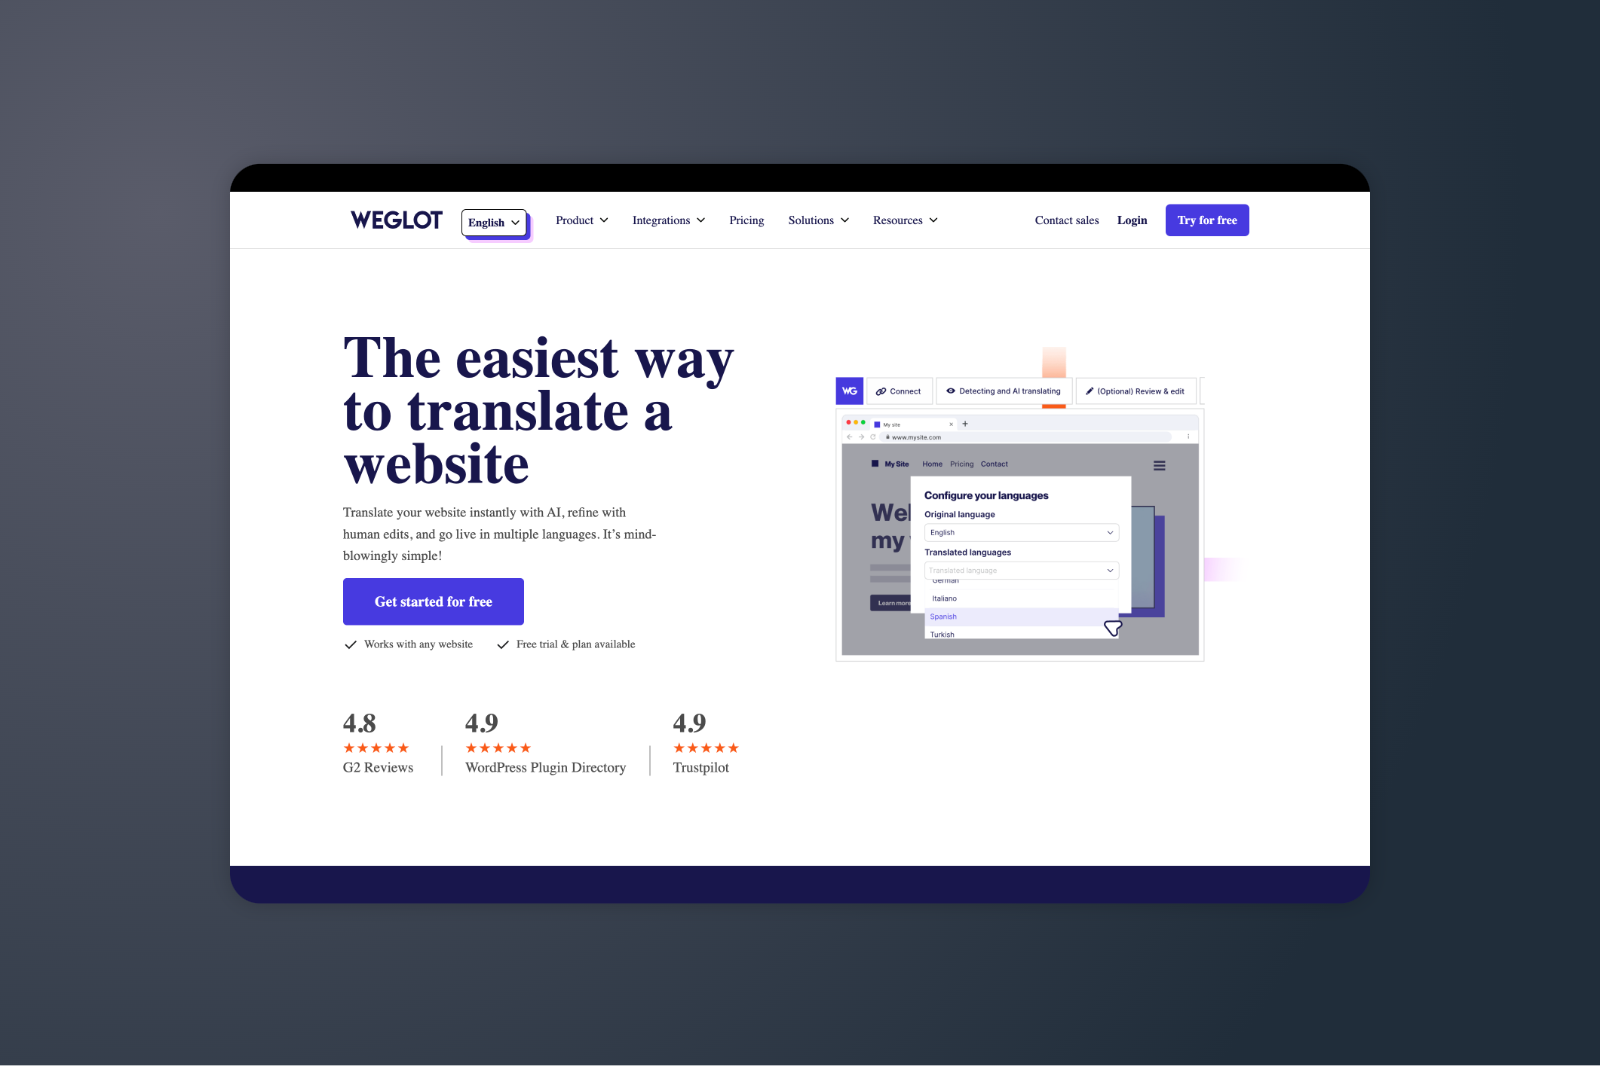 WEGLOT
English
Product
Integrations
Pricing
Solutions
Resources
Contact sales
Login
Try for free
The easiest way
to translate a
website
Translate your website instantly with AI, refine with
human edits, and go live in multiple languages. It’s mind-
blowingly simple!
Get started for free
Works with any website
Free trial & plan available
4.8
★★★★★
G2 Reviews
4.9
★★★★★
WordPress Plugin Directory
4.9
★★★★★
Trustpilot
WG
Connect
Detecting and AI translating
(Optional) Review & edit
My site
www.mysite.com
My Site
Home
Pricing
Contact
Wel
my
Learn more
Configure your languages
Original language
English
Translated languages
Translated language
German
Italiano
Spanish
Turkish